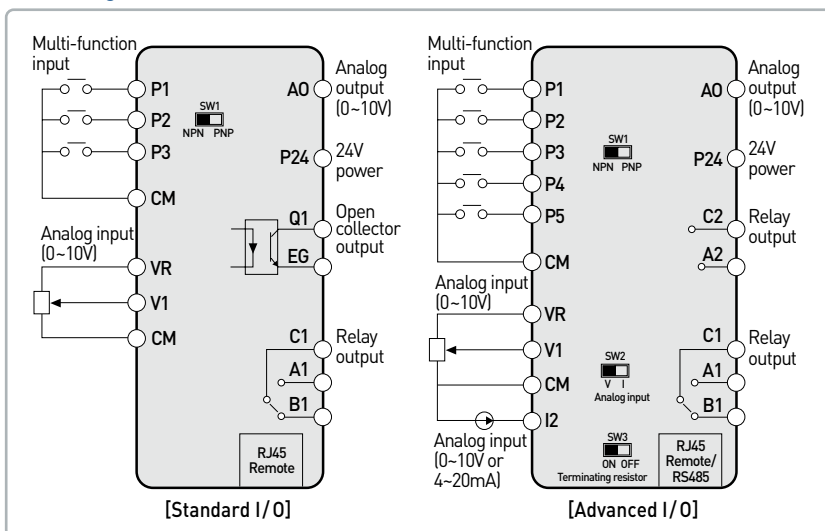 Multi-function
input
P1
P2
P3
CM
SW1
NPN PNP
Analog input
(0~10V)
VR
V1
CM
AO
Analog
output
(0~10V)
P24
24V
power
Q1
EG
Open
collector
output
C1
A1
B1
Relay
output
RJ45
Remote
[Standard I/O]
Multi-function
input
P1
P2
P3
P4
P5
CM
SW1
NPN PNP
Analog input
(0~10V)
VR
V1
CM
I2
Analog input
(0~10V or
4~20mA)
AO
Analog
output
(0~10V)
P24
24V
power
C2
A2
Relay
output
C1
A1
B1
Relay
output
SW2
V I
Analog input
SW3
ON OFF
Terminating resistor
RJ45
Remote/
RS485
[Advanced I/O]